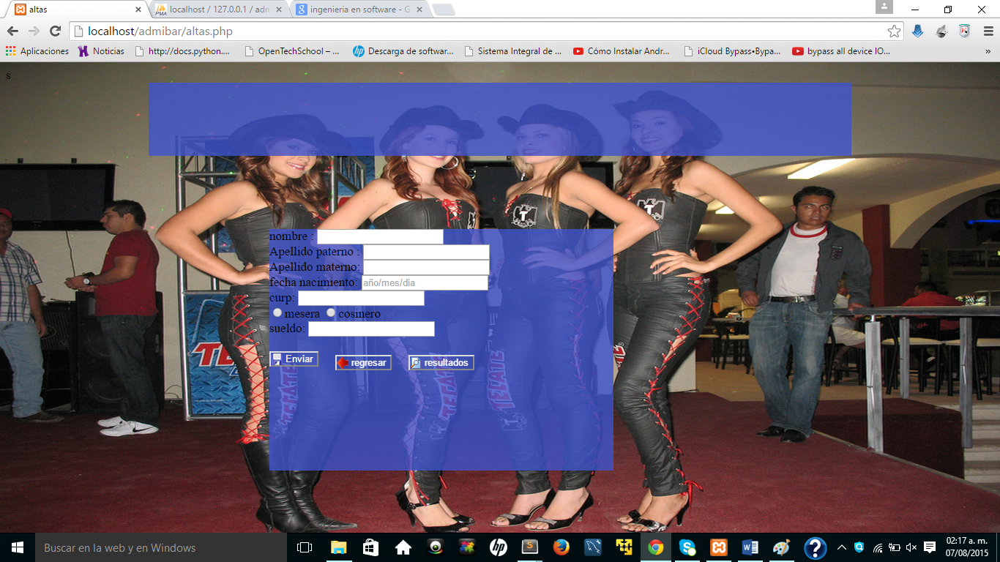 altas
localhost / 127.0.0.1 / adm
ingenieria en software - G
localhost/admibar/altas.php
Aplicaciones
Noticias
http://docs.python....
OpenTechSchool – ...
Descarga de softwar...
Sistema Integral de ...
Cómo Instalar Andr...
iCloud Bypass•Bypa...
bypass all device IO...
»
s
nombre :
Apellido paterno :
Apellido materno:
fecha nacimiento: año/mes/dia
curp:
mesera cosinero
sueldo:
Enviar regresar resultados
TECATE
TECATE
Buscar en la web y en Windows
02:17 a. m.
07/08/2015